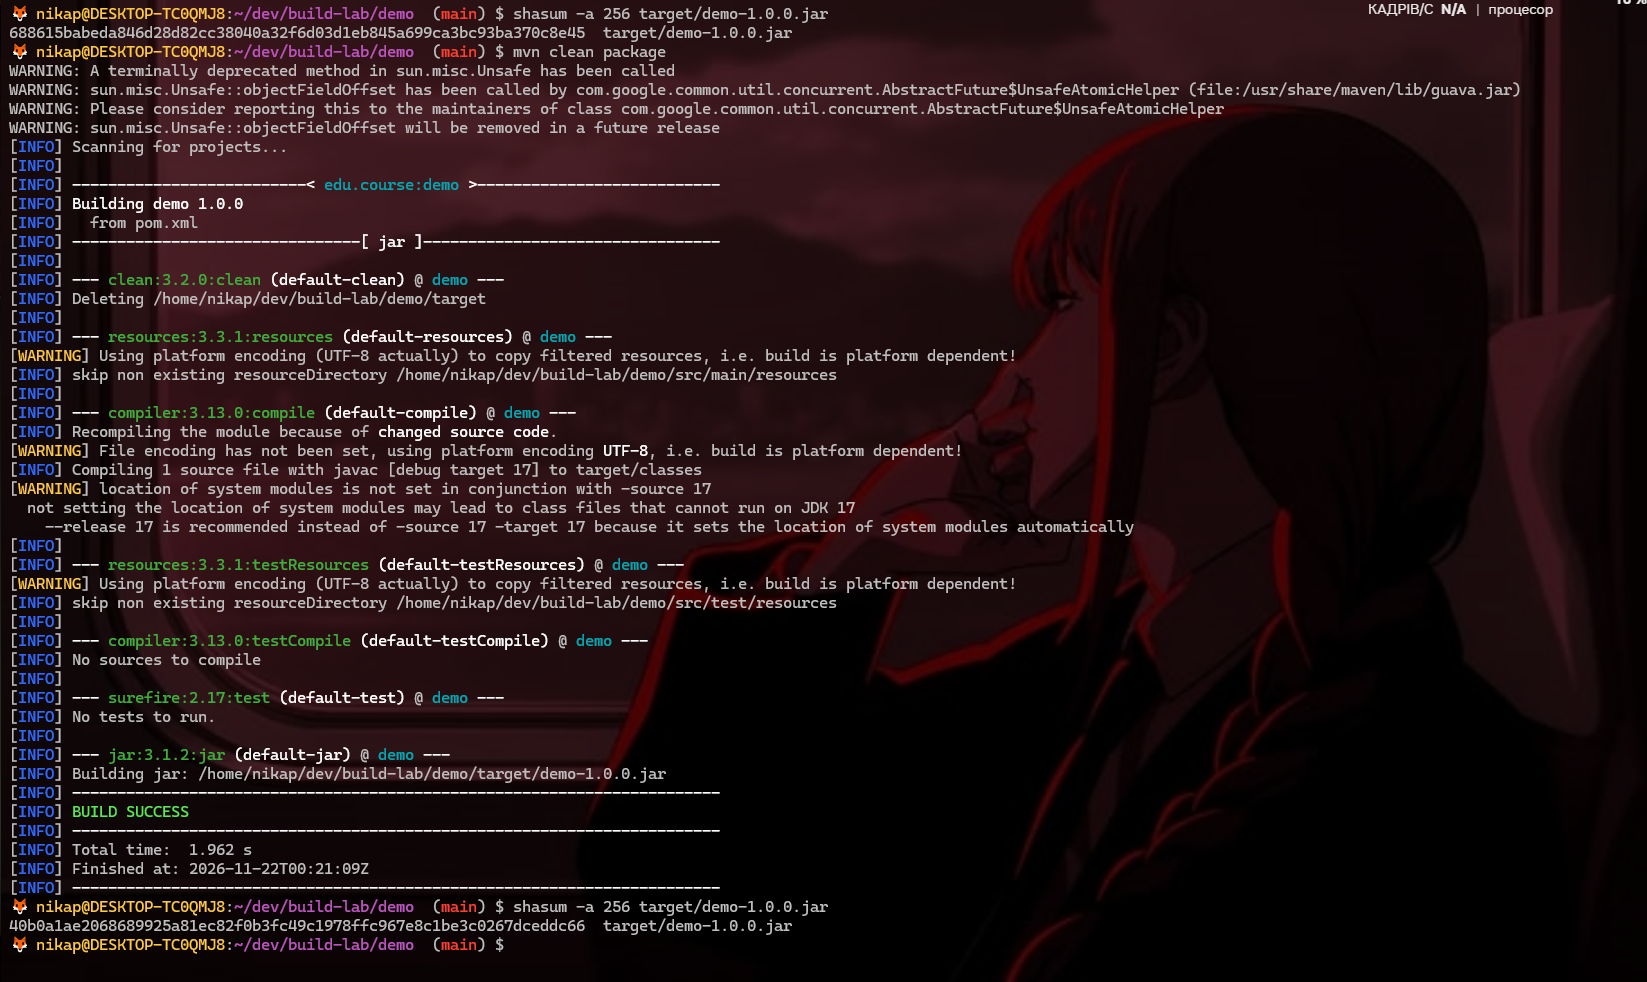 КАДРІВ/С N/A | процесор
nikap@DESKTOP-TC0QMJ8:~/dev/build-lab/demo (main) $ shasum -a 256 target/demo-1.0.0.jar
688615babeda846d28d82cc38040a32f6d03d1eb845a699ca3bc93ba370c8e45  target/demo-1.0.0.jar
nikap@DESKTOP-TC0QMJ8:~/dev/build-lab/demo (main) $ mvn clean package
WARNING: A terminally deprecated method in sun.misc.Unsafe has been called
WARNING: sun.misc.Unsafe::objectFieldOffset has been called by com.google.common.util.concurrent.AbstractFuture$UnsafeAtomicHelper (file:/usr/share/maven/lib/guava.jar)
WARNING: Please consider reporting this to the maintainers of class com.google.common.util.concurrent.AbstractFuture$UnsafeAtomicHelper
WARNING: sun.misc.Unsafe::objectFieldOffset will be removed in a future release
[INFO] Scanning for projects...
[INFO]
[INFO] --------------------------< edu.course:demo >---------------------------
[INFO] Building demo 1.0.0
[INFO]   from pom.xml
[INFO] --------------------------------[ jar ]---------------------------------
[INFO]
[INFO] --- clean:3.2.0:clean (default-clean) @ demo ---
[INFO] Deleting /home/nikap/dev/build-lab/demo/target
[INFO]
[INFO] --- resources:3.3.1:resources (default-resources) @ demo ---
[WARNING] Using platform encoding (UTF-8 actually) to copy filtered resources, i.e. build is platform dependent!
[INFO] skip non existing resourceDirectory /home/nikap/dev/build-lab/demo/src/main/resources
[INFO]
[INFO] --- compiler:3.13.0:compile (default-compile) @ demo ---
[INFO] Recompiling the module because of changed source code.
[WARNING] File encoding has not been set, using platform encoding UTF-8, i.e. build is platform dependent!
[INFO] Compiling 1 source file with javac [debug target 17] to target/classes
[WARNING] location of system modules is not set in conjunction with -source 17
  not setting the location of system modules may lead to class files that cannot run on JDK 17
    --release 17 is recommended instead of -source 17 -target 17 because it sets the location of system modules automatically
[INFO]
[INFO] --- resources:3.3.1:testResources (default-testResources) @ demo ---
[WARNING] Using platform encoding (UTF-8 actually) to copy filtered resources, i.e. build is platform dependent!
[INFO] skip non existing resourceDirectory /home/nikap/dev/build-lab/demo/src/test/resources
[INFO]
[INFO] --- compiler:3.13.0:testCompile (default-testCompile) @ demo ---
[INFO] No sources to compile
[INFO]
[INFO] --- surefire:2.17:test (default-test) @ demo ---
[INFO] No tests to run.
[INFO]
[INFO] --- jar:3.1.2:jar (default-jar) @ demo ---
[INFO] Building jar: /home/nikap/dev/build-lab/demo/target/demo-1.0.0.jar
[INFO] ------------------------------------------------------------------------
[INFO] BUILD SUCCESS
[INFO] ------------------------------------------------------------------------
[INFO] Total time:  1.962 s
[INFO] Finished at: 2026-11-22T00:21:09Z
[INFO] ------------------------------------------------------------------------
nikap@DESKTOP-TC0QMJ8:~/dev/build-lab/demo (main) $ shasum -a 256 target/demo-1.0.0.jar
40b0a1ae2068689925a81ec82f0b3fc49c1978ffc967e8c1be3c0267dceddc66  target/demo-1.0.0.jar
nikap@DESKTOP-TC0QMJ8:~/dev/build-lab/demo (main) $